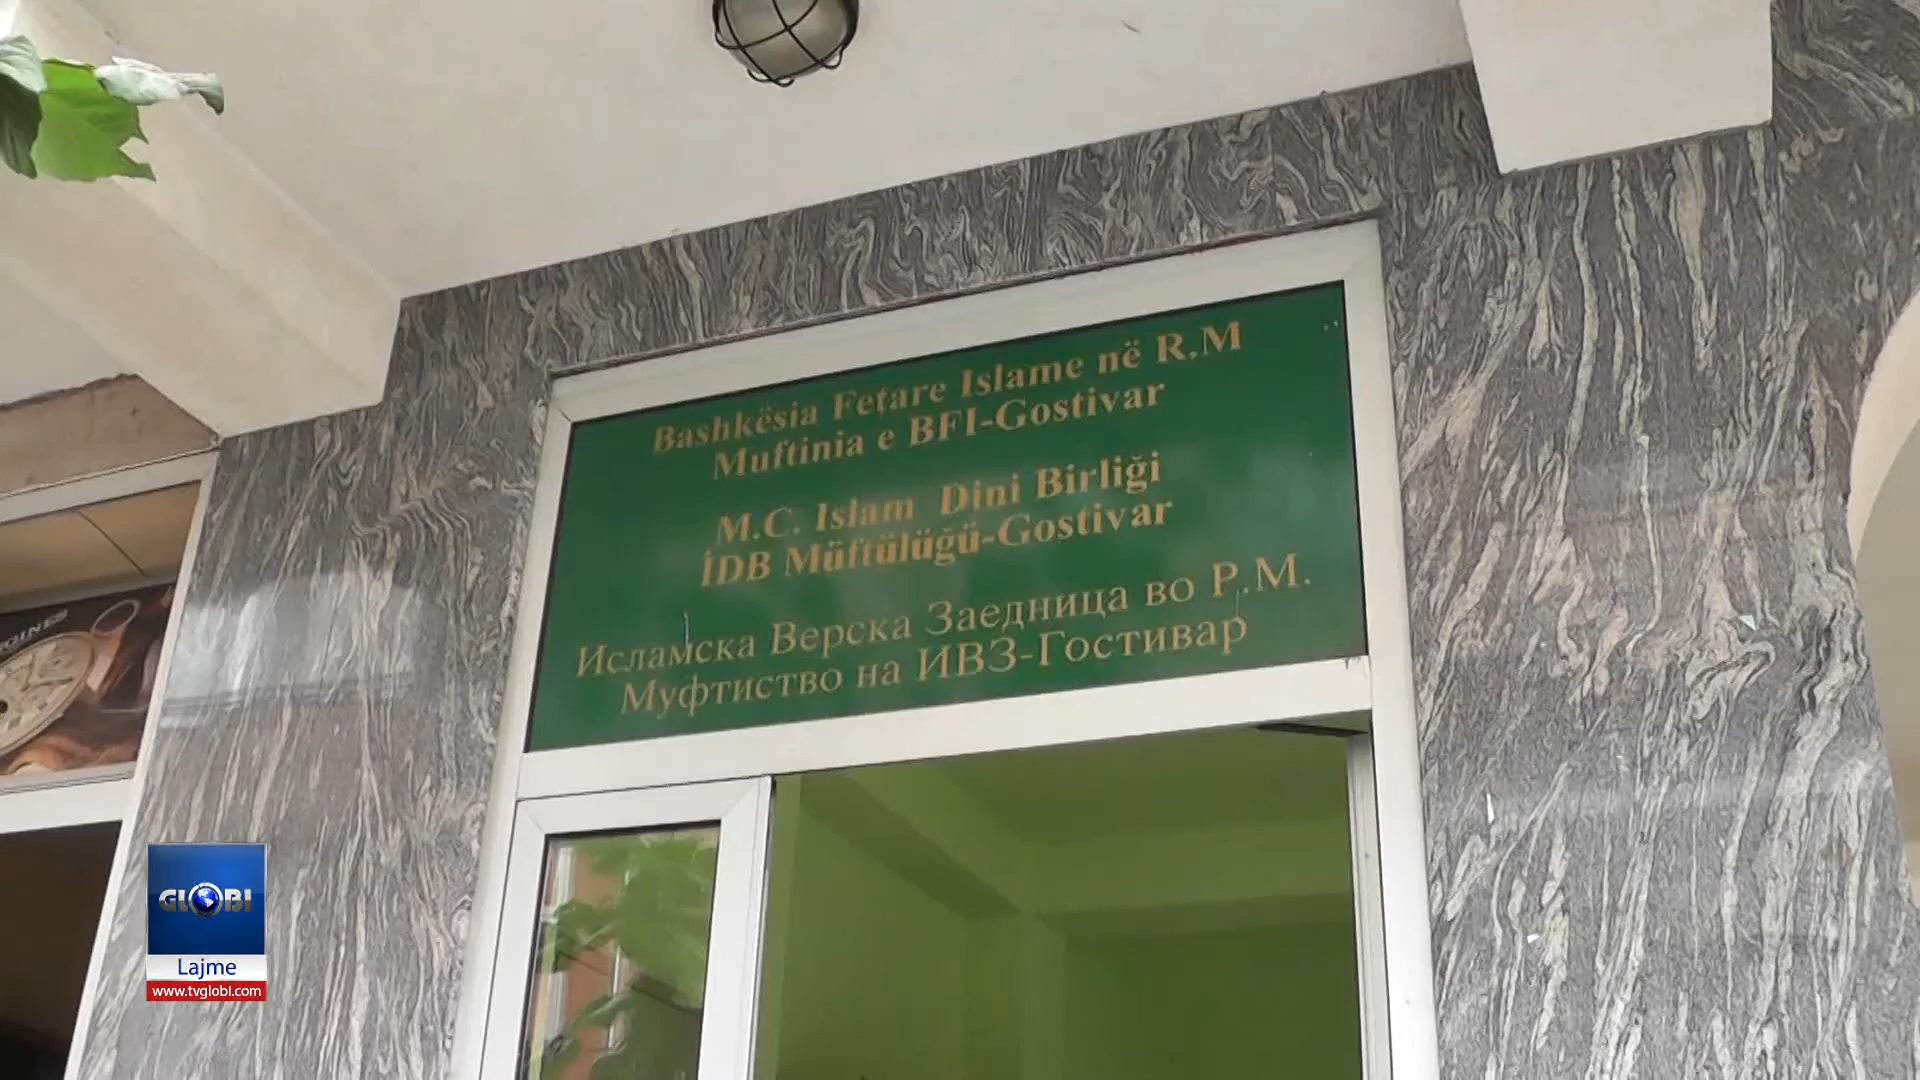 Bashkësia Fetare Islame në R.M
Muftinia e BFI-Gostivar
M.C. Islam Dini Birliği
İDB Müftülüğü-Gostivar
Исламска Верска Заедница во Р.М.
Муфтиство на ИВЗ-Гостивар
GLOBI
Lajme
www.tvglobi.com